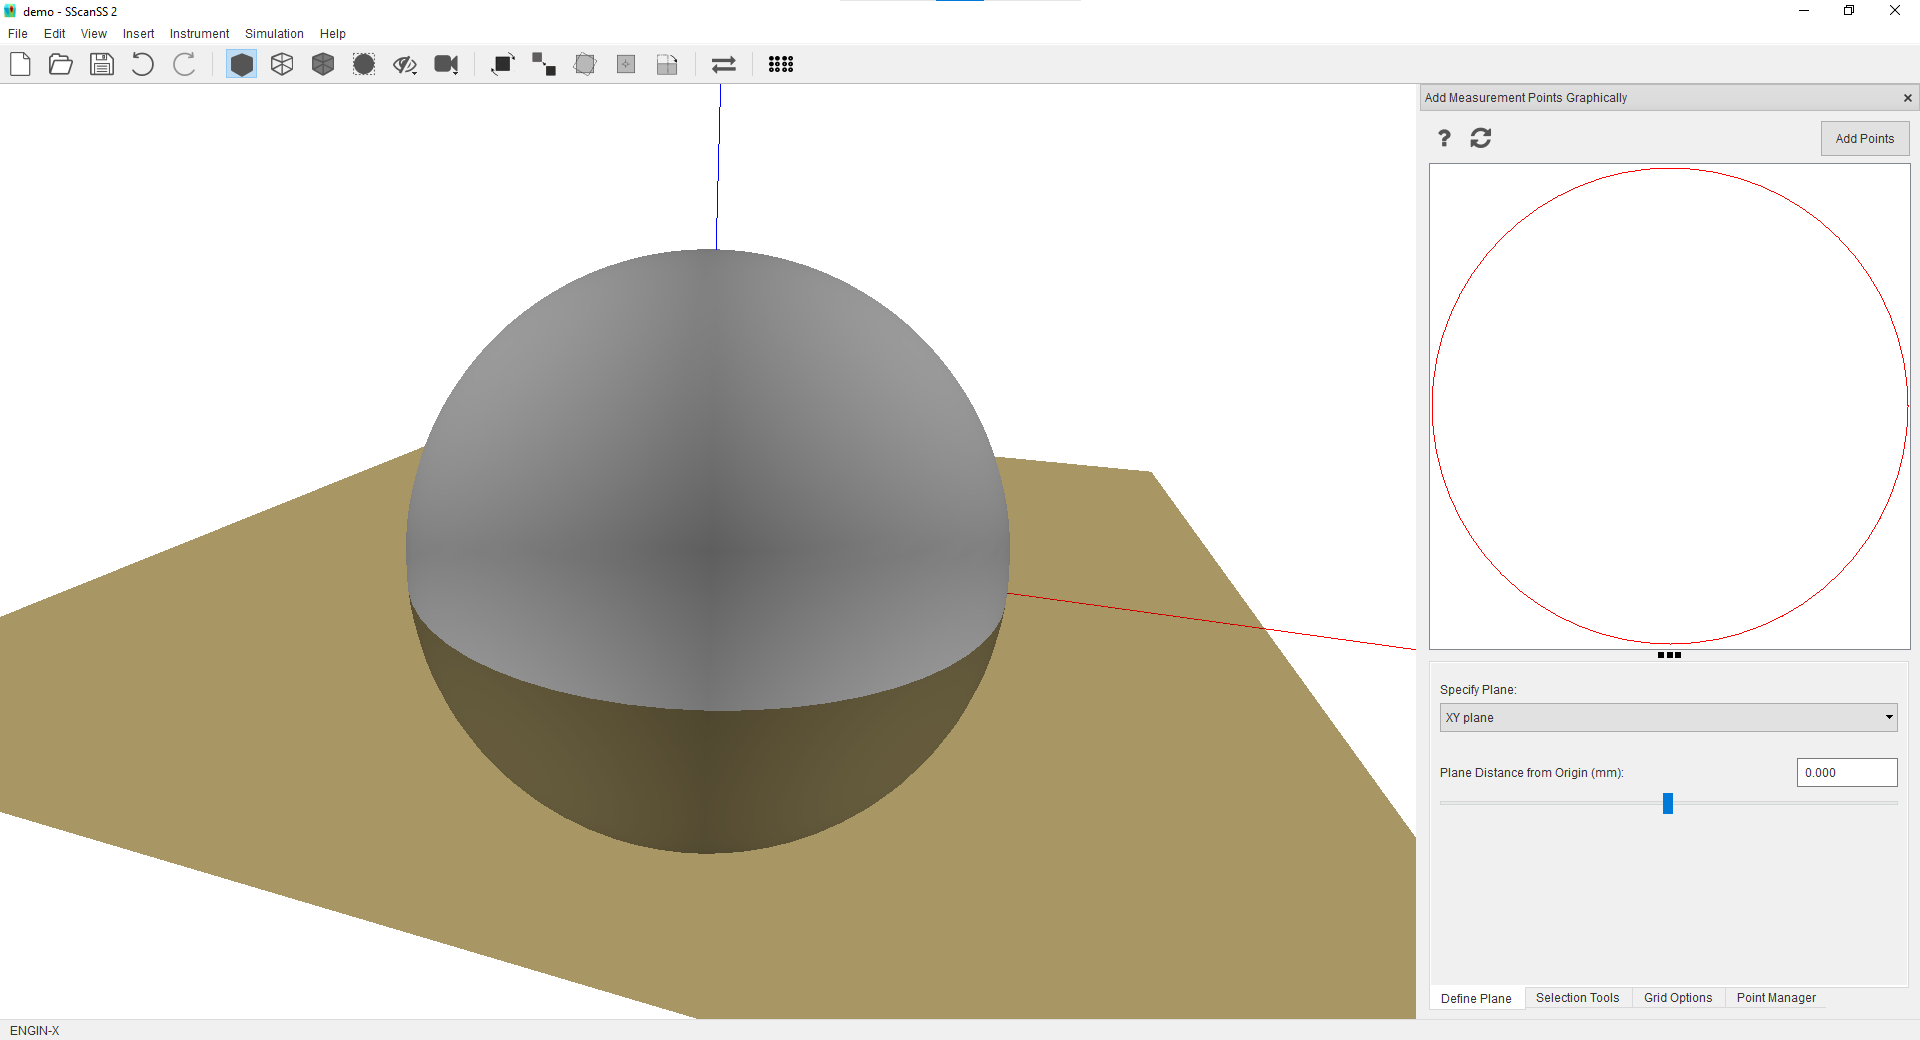 demo - SScanSS 2
File Edit View Insert Instrument Simulation Help
Add Measurement Points Graphically
?
Add Points
Specify Plane:
XY plane
Plane Distance from Origin (mm):
0.000
Define Plane Selection Tools Grid Options Point Manager
ENGIN-X